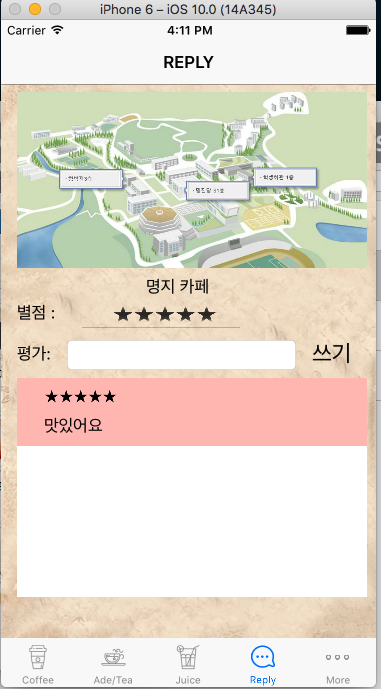 iPhone 6 – iOS 10.0 (14A345)
Carrier 4:11 PM
REPLY
명지 카페
별점 : ★★★★★
평가: 쓰기
★★★★★
맛있어요
Coffee Ade/Tea Juice Reply More